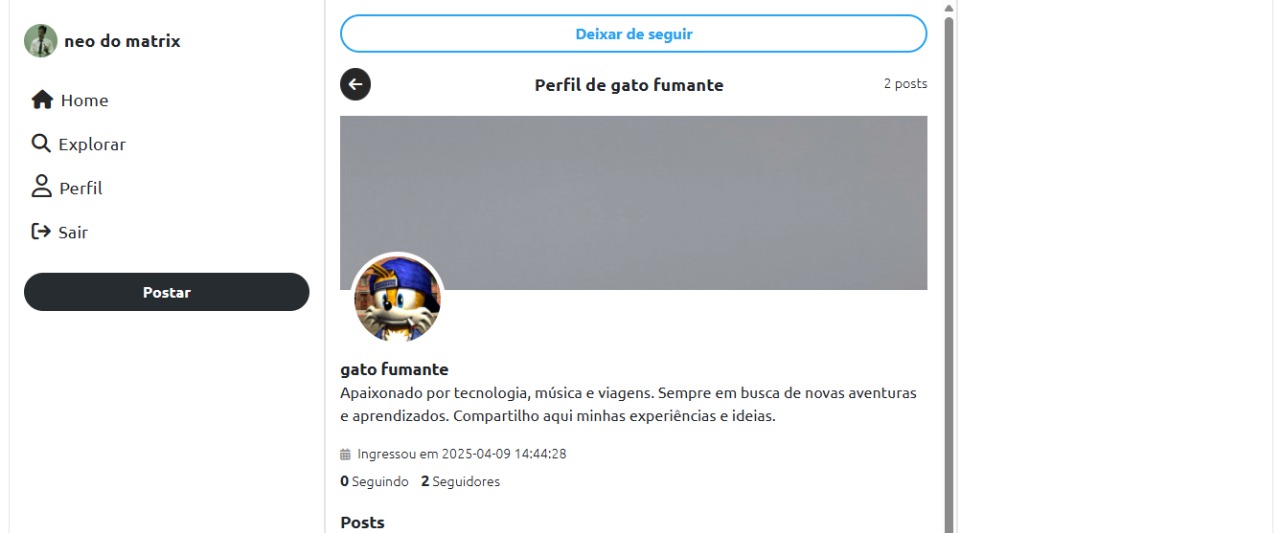 neo do matrix
Home
Explorar
Perfil
Sair
Postar
Deixar de seguir
Perfil de gato fumante
2 posts
gato fumante
Apaixonado por tecnologia, música e viagens. Sempre em busca de novas aventuras
e aprendizados. Compartilho aqui minhas experiências e ideias.
Ingressou em 2025-04-09 14:44:28
0 Seguindo 2 Seguidores
Posts